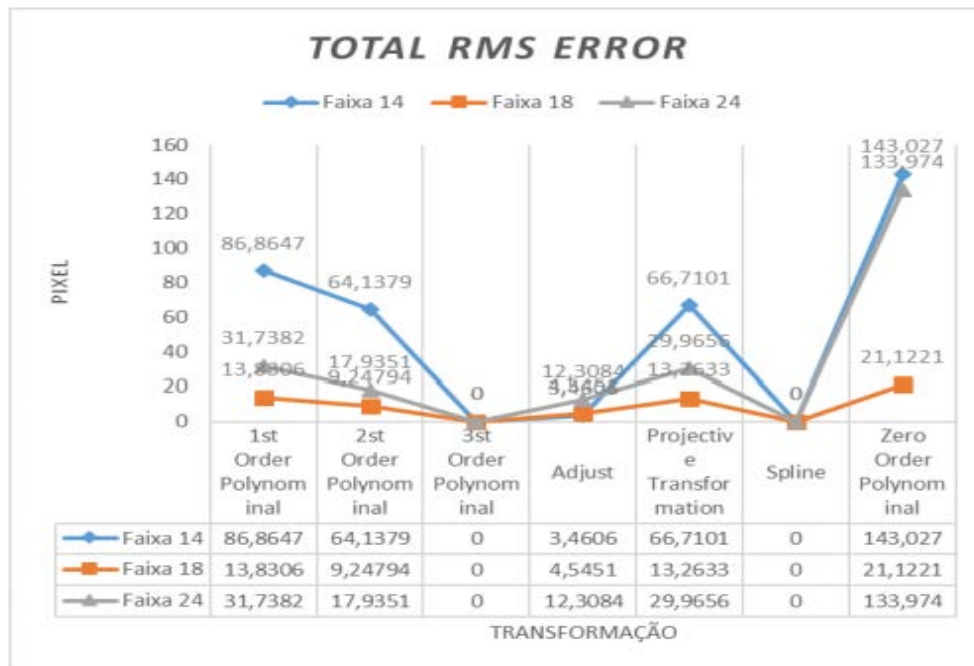 TOTAL RMS ERROR
Faixa 14 Faixa 18 Faixa 24
PIXEL
160
140
120
100
80
60
40
20
0
86,8647
31,7382
13,8306
64,1379
17,9351
9,24794
0
12,3084
66,7101
29,9656
13,2633
0
143,027
133,974
21,1221
1st Order Polynom inal
2st Order Polynom inal
3st Order Polynom inal
Adjust
Projectiv e Transfor mation
Spline
Zero Order Polynom inal
Faixa 14 86,8647 64,1379 0 3,4606 66,7101 0 143,027
Faixa 18 13,8306 9,24794 0 4,5451 13,2633 0 21,1221
Faixa 24 31,7382 17,9351 0 12,3084 29,9656 0 133,974
TRANSFORMAÇÃO